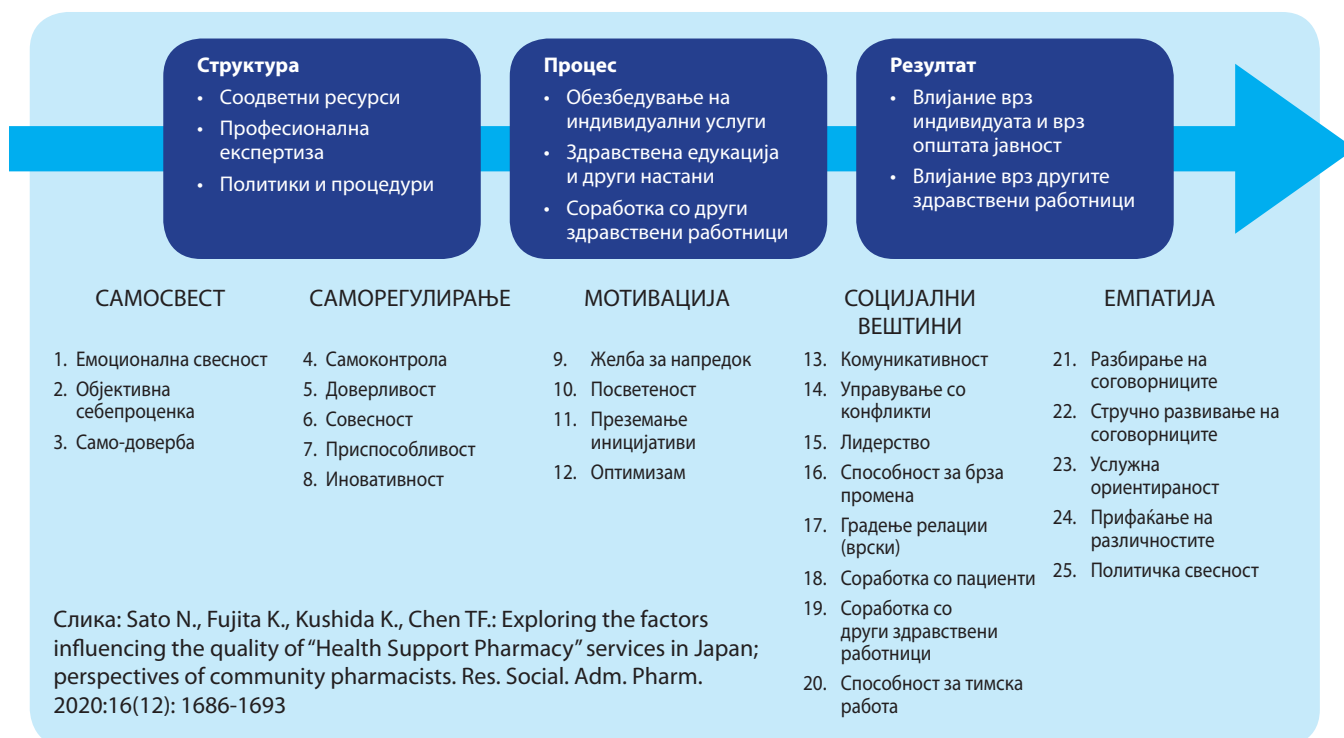 Структура
• Соодветни ресурси
• Професионална
експертиза
• Политики и процедури
Процес
• Обезбедување на
индивидуални услуги
• Здравствена едукација
и други настани
• Соработка со други
здравствени работници
Резултат
• Влијание врз
индивидуата и врз
општата јавност
• Влијание врз другите
здравствени работници
САМОСВЕСТ
1. Емоционална свесност
2. Објективна
себепроценка
3. Само-доверба
САМОРЕГУЛИРАЊЕ
4. Самоконтрола
5. Доверливост
6. Совесност
7. Приспособливост
8. Иновативност
МОТИВАЦИЈА
9. Желба за напредок
10. Посветеност
11. Преземање
иницијативи
12. Оптимизам
СОЦИЈАЛНИ
ВЕШТИНИ
13. Комуникативност
14. Управување со
конфликти
15. Лидерство
16. Способност за брза
промена
17. Градење релации
(врски)
18. Соработка со пациенти
19. Соработка со
други здравствени
работници
20. Способност за тимска
работа
ЕМПАТИЈА
21. Разбирање на
соговорниците
22. Стручно развивање на
соговорниците
23. Услужна
ориентираност
24. Прифаќање на
различностите
25. Политичка свесност
Слика: Sato N., Fujita K., Kushida K., Chen TF.: Exploring the factors
influencing the quality of “Health Support Pharmacy” services in Japan;
perspectives of community pharmacists. Res. Social. Adm. Pharm.
2020:16(12): 1686-1693